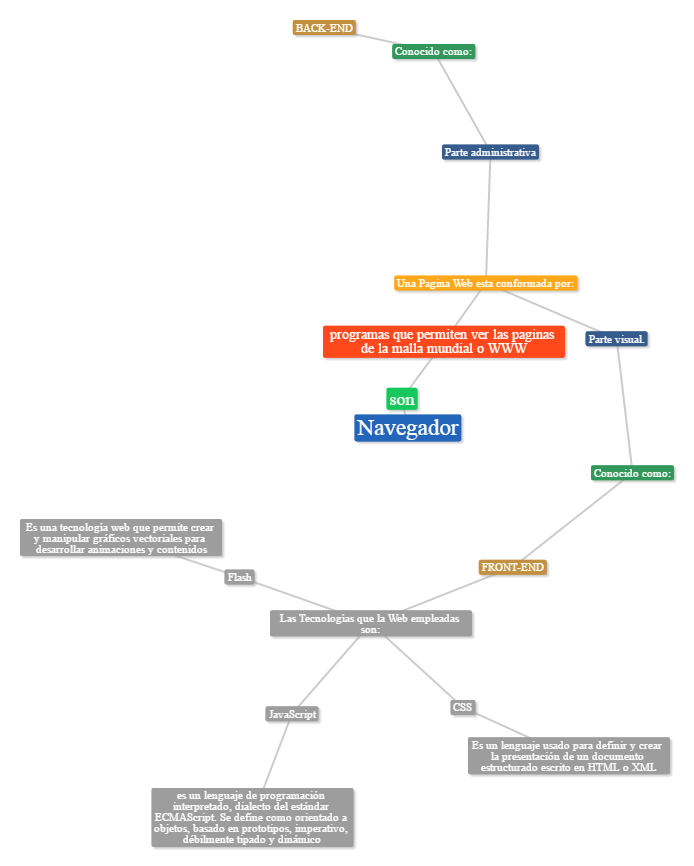 BACK-END
Conocido como:
Parte administrativa
Una Pagina Web esta conformada por:
programas que permiten ver las paginas
de la malla mundial o WWW
Parte visual.
son
Navegador
Conocido como:
Es una tecnologia web que permite crear
y manipular gráficos vectoriales para
desarrollar animaciones y contenidos
FRONT-END
Flash
Las Tecnologias que la Web empleadas
son:
JavaScript
CSS
Es un lenguaje usado para definir y crear
la presentación de un documento
estructurado escrito en HTML o XML
es un lenguaje de programación
interpretado, dialecto del estándar
ECMAScript. Se define como orientado a
objetos, basado en prototipos, imperativo,
débilmente tipado y dinámico